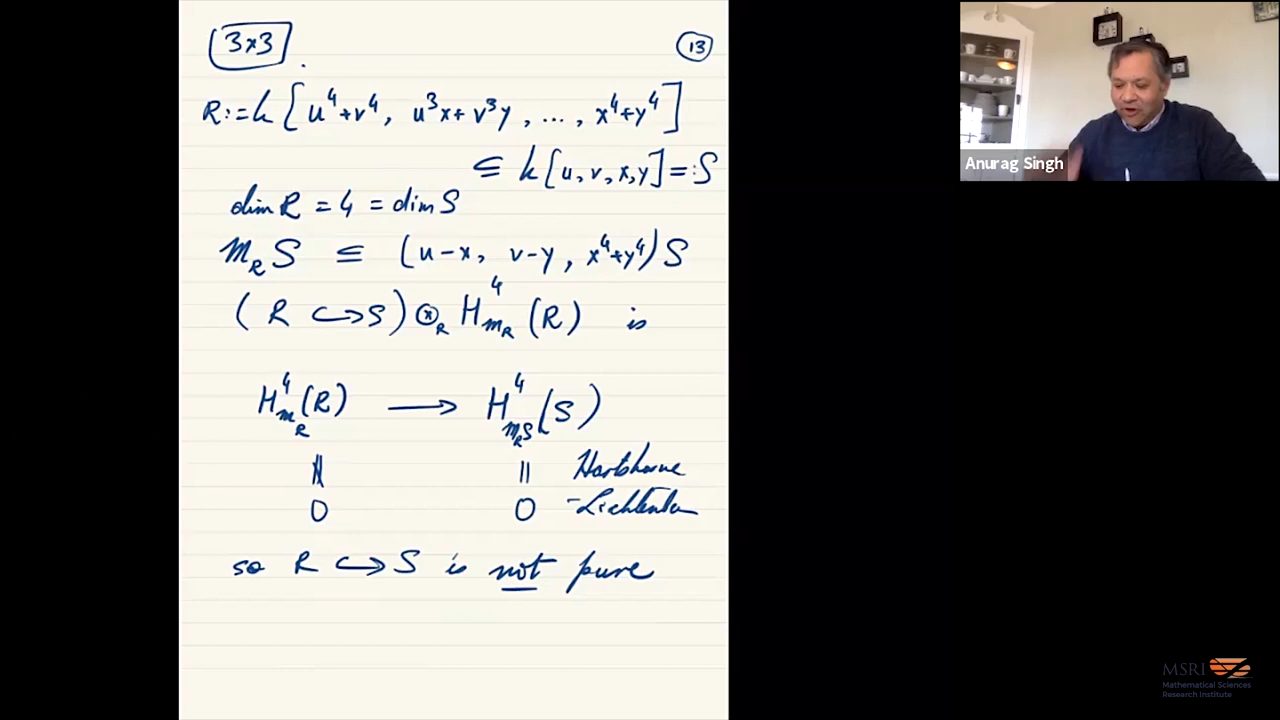 3×3
13
R := k[u⁴+v⁴, u³x+v³y, ..., x⁴+y⁴]
⊆ k[u, v, x, y] =: S
dim R = 4 = dim S
𝔪_R S ⊆ (u-x, v-y, x⁴+y⁴)S
(R ↪ S) ⊗_R H⁴_{𝔪_R}(R) is
H⁴_{𝔪_R}(R) ⟶ H⁴_{𝔪_R S}(S)
∦ || Hartshorne
0 0 -Lichtenbaum
so R ↪ S is not pure
Anurag Singh
MSRI
Mathematical Sciences
Research Institute